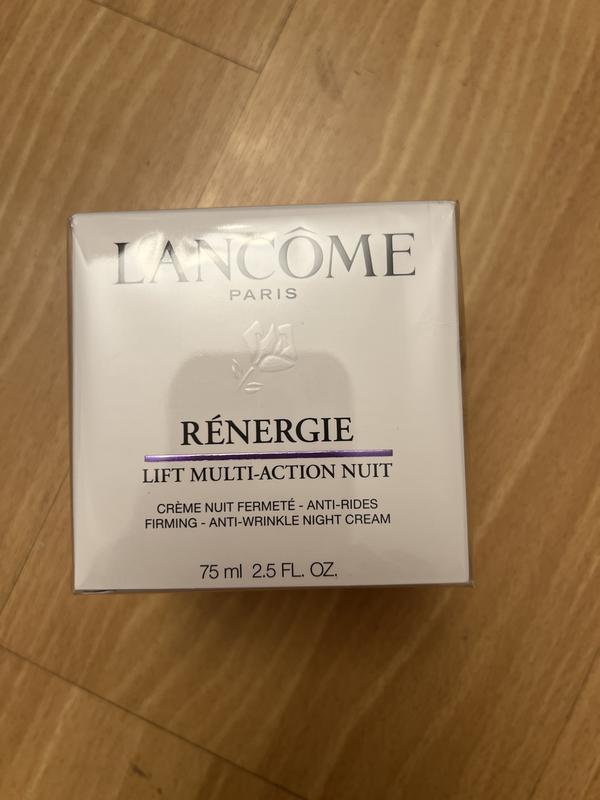 LANCÔME
PARIS
RÉNERGIE
LIFT MULTI-ACTION NUIT
CRÈME NUIT FERMETÉ - ANTI-RIDES
FIRMING - ANTI-WRINKLE NIGHT CREAM
75 ml 2.5 FL. OZ.